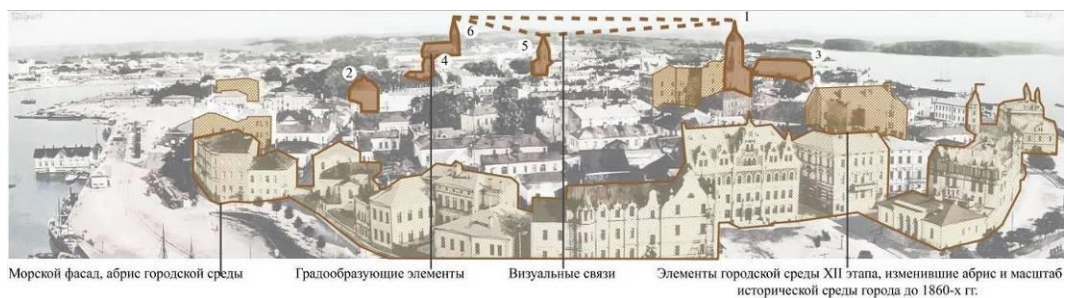 Wiipuri
1
6
5
3
4
2
Морской фасад, абрис городской среды
Градообразующие элементы
Визуальные связи
Элементы городской среды XII этапа, изменившие абрис и масштаб
исторической среды города до 1860-х гг.